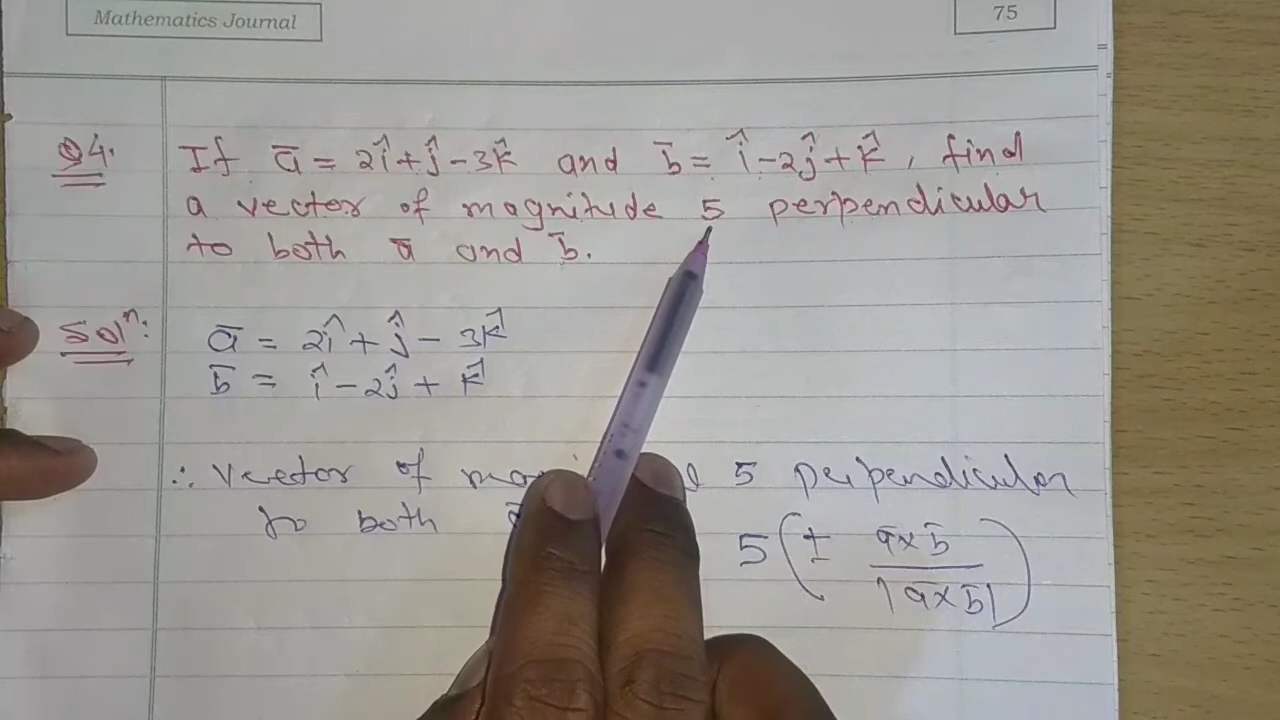 Mathematics Journal
75
Q4. If a̅ = 2î+ĵ-3k̂ and b̅ = î-2ĵ+k̂, find
a vector of magnitude 5 perpendicular
to both a̅ and b̅.
Solⁿ: a̅ = 2î+ĵ-3k̂
b̅ = î-2ĵ+k̂
∴ vector of 5 perpendicular
to both
5(± a̅×b̅ / |a̅×b̅|)